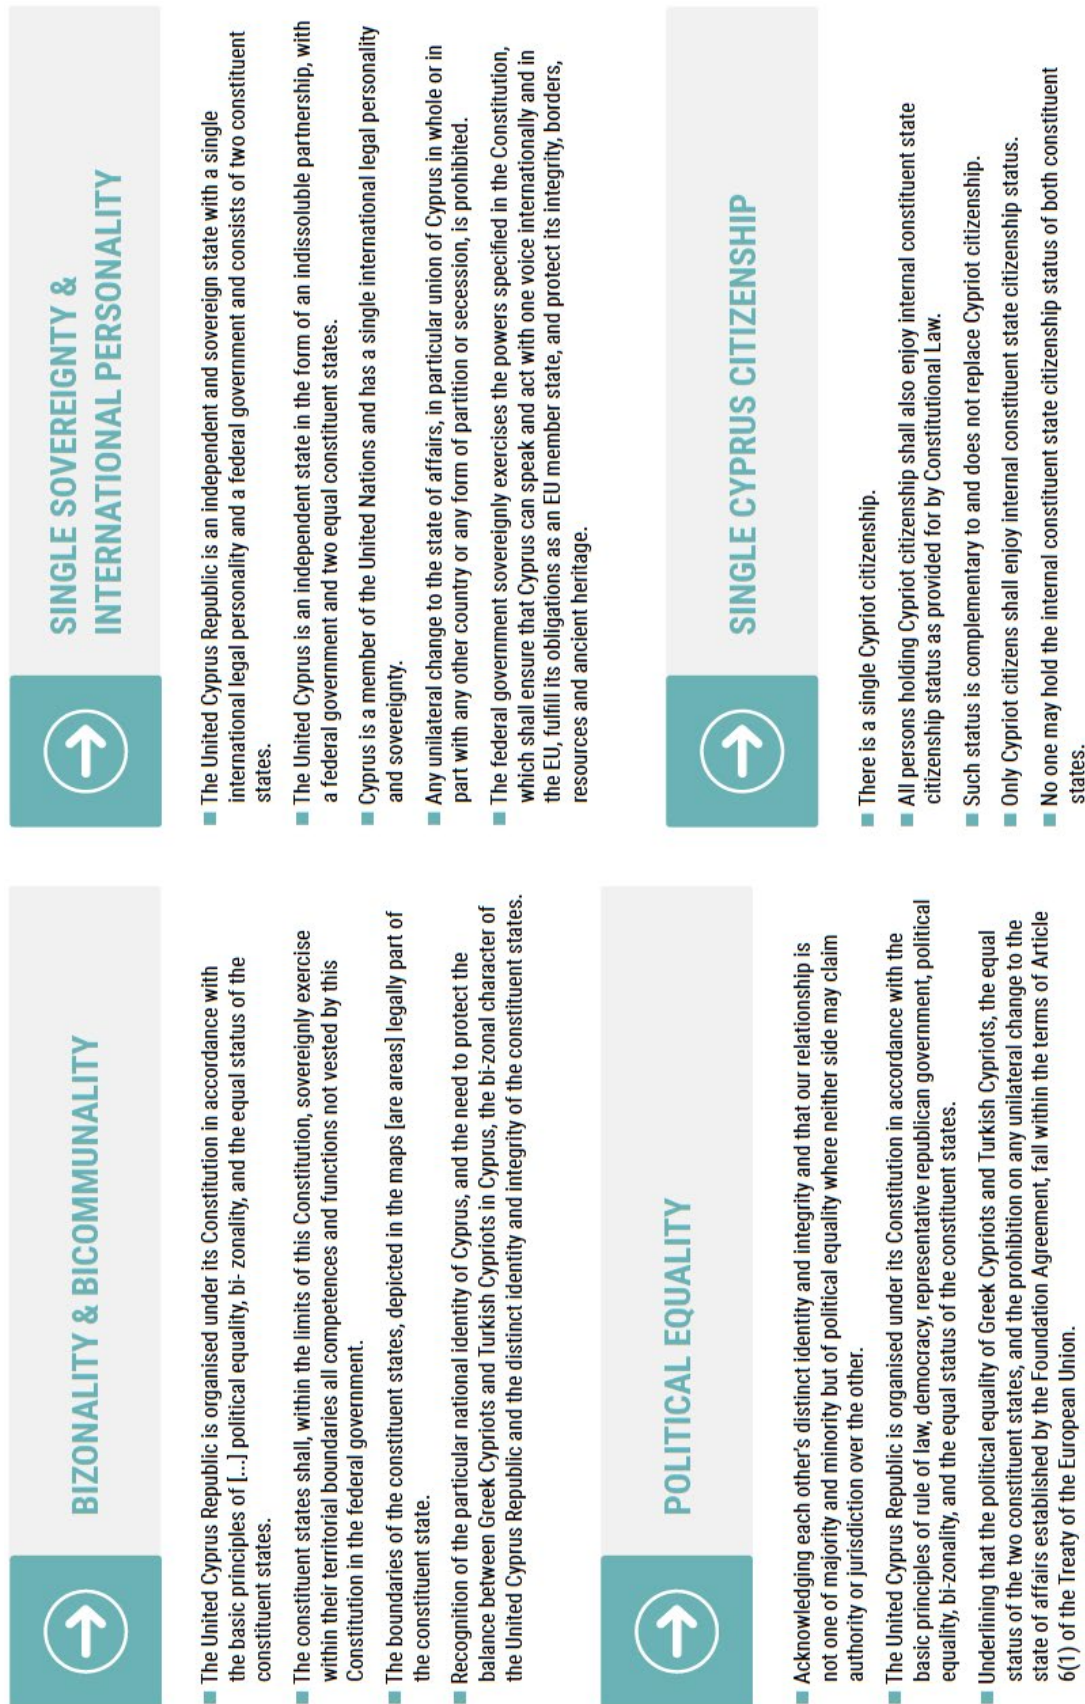 BIZONALITY & BICOMMUNALITY
The United Cyprus Republic is organised under its Constitution in accordance with
the basic principles of [...] political equality, bi- zonality, and the equal status of the
constituent states.
The constituent states shall, within the limits of this Constitution, sovereignly exercise
within their territorial boundaries all competences and functions not vested by this
Constitution in the federal government.
The boundaries of the constituent states, depicted in the maps [are areas] legally part of
the constituent state.
Recognition of the particular national identity of Cyprus, and the need to protect the
balance between Greek Cypriots and Turkish Cypriots in Cyprus, the bi-zonal character of
the United Cyprus Republic and the distinct identity and integrity of the constituent states.
POLITICAL EQUALITY
Acknowledging each other's distinct identity and integrity and that our relationship is
not one of majority and minority but of political equality where neither side may claim
authority or jurisdiction over the other.
The United Cyprus Republic is organised under its Constitution in accordance with the
basic principles of rule of law, democracy, representative republican government, political
equality, bi-zonality, and the equal status of the constituent states.
Underlining that the political equality of Greek Cypriots and Turkish Cypriots, the equal
status of the two constituent states, and the prohibition on any unilateral change to the
state of affairs established by the Foundation Agreement, fall within the terms of Article
6(1) of the Treaty of the European Union.
SINGLE SOVEREIGNTY &
INTERNATIONAL PERSONALITY
The United Cyprus Republic is an independent and sovereign state with a single
international legal personality and a federal government and consists of two constituent
states.
The United Cyprus is an independent state in the form of an indissoluble partnership, with
a federal government and two equal constituent states.
Cyprus is a member of the United Nations and has a single international legal personality
and sovereignty.
Any unilateral change to the state of affairs, in particular union of Cyprus in whole or in
part with any other country or any form of partition or secession, is prohibited.
The federal government sovereignly exercises the powers specified in the Constitution,
which shall ensure that Cyprus can speak and act with one voice internationally and in
the EU, fulfill its obligations as an EU member state, and protect its integrity, borders,
resources and ancient heritage.
SINGLE CYPRUS CITIZENSHIP
There is a single Cypriot citizenship.
All persons holding Cypriot citizenship shall also enjoy internal constituent state
citizenship status as provided for by Constitutional Law.
Such status is complementary to and does not replace Cypriot citizenship.
Only Cypriot citizens shall enjoy internal constituent state citizenship status.
No one may hold the internal constituent state citizenship status of both constituent
states.